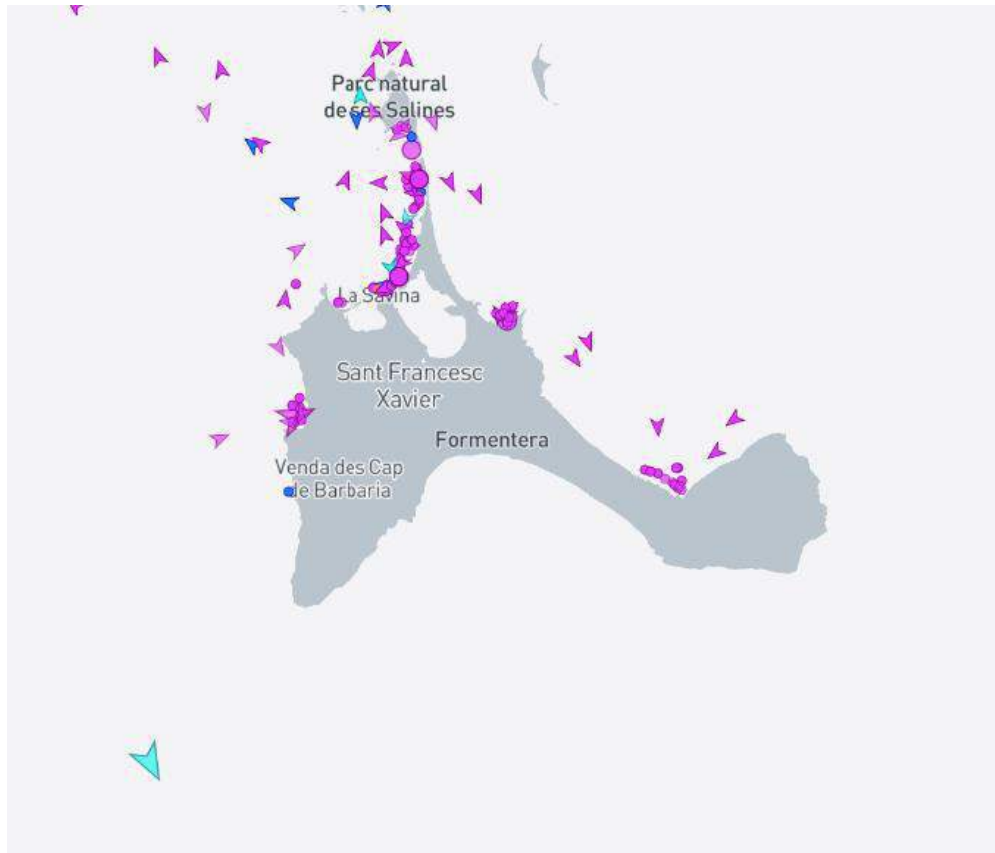 Parc natural
de ses Salines
La Savina
Sant Francesc
Xavier
Formentera
Venda des Cap
de Barbaria